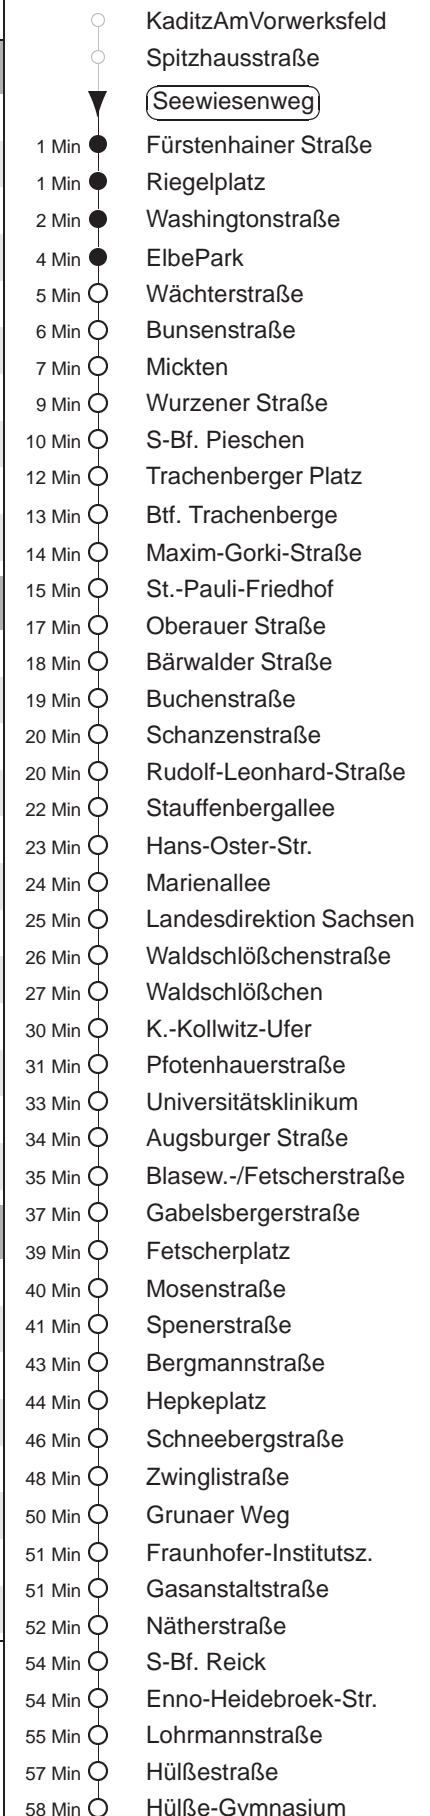 KaditzAmVorwerksfeld
Spitzhausstraße
Seewiesenweg
1 Min Fürstenhainer Straße
1 Min Riegelplatz
2 Min Washingtonstraße
4 Min ElbePark
5 Min Wächterstraße
6 Min Bunsenstraße
7 Min Mickten
9 Min Wurzener Straße
10 Min S-Bf. Pieschen
12 Min Trachenberger Platz
13 Min Btf. Trachenberge
14 Min Maxim-Gorki-Straße
15 Min St.-Pauli-Friedhof
17 Min Oberauer Straße
18 Min Bärwalder Straße
19 Min Buchenstraße
20 Min Schanzenstraße
20 Min Rudolf-Leonhard-Straße
22 Min Stauffenbergallee
23 Min Hans-Oster-Str.
24 Min Marienallee
25 Min Landesdirektion Sachsen
26 Min Waldschlößchenstraße
27 Min Waldschlößchen
30 Min K.-Kollwitz-Ufer
31 Min Pfotenhauerstraße
33 Min Universitätsklinikum
34 Min Augsburger Straße
35 Min Blasew.-/Fetscherstraße
37 Min Gabelsbergerstraße
39 Min Fetscherplatz
40 Min Mosenstraße
41 Min Spenerstraße
43 Min Bergmannstraße
44 Min Hepkeplatz
46 Min Schneebergstraße
48 Min Zwinglistraße
50 Min Grunaer Weg
51 Min Fraunhofer-Institutsz.
51 Min Gasanstaltstraße
52 Min Nätherstraße
54 Min S-Bf. Reick
54 Min Enno-Heidebroek-Str.
55 Min Lohrmannstraße
57 Min Hülßestraße
58 Min Hülße-Gymnasium